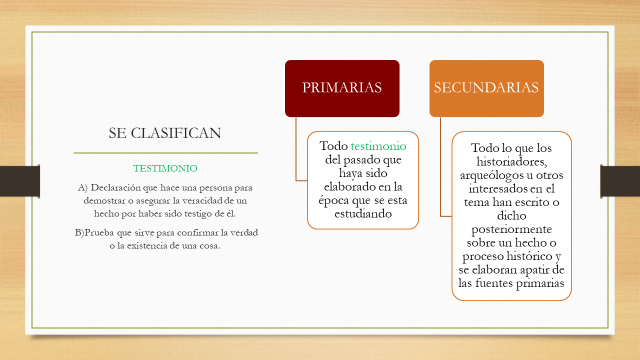 SE CLASIFICAN
TESTIMONIO
A) Declaración que hace una persona para
demostrar o asegurar la veracidad de un
hecho por haber sido testigo de él.
B)Prueba que sirve para confirmar la verdad
o la existencia de una cosa.
PRIMARIAS
Todo testimonio
del pasado que
haya sido
elaborado en la
época que se esta
estudiando
SECUNDARIAS
Todo lo que los
historiadores,
arqueólogos u otros
interesados en el
tema han escrito o
dicho
posteriormente
sobre un hecho o
proceso histórico y
se elaboran apatir de
las fuentes primarias